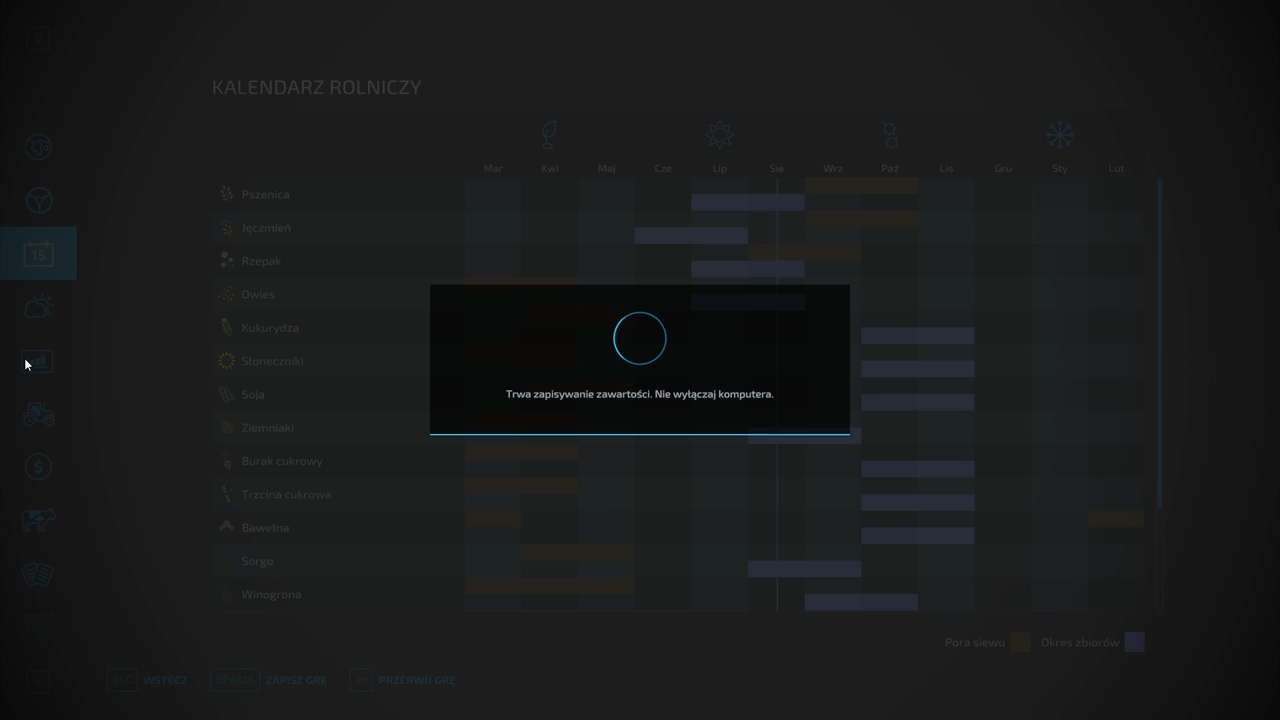 Q
KALENDARZ ROLNICZY
Mar Kwi Maj Cze Lip Sie Wrz Paź Lis Gru Sty Lut
Pszenica
Jęczmień
15
Rzepak
Owies
Kukurydza
Słoneczniki
Soja
Trwa zapisywanie zawartości. Nie wyłączaj komputera.
Ziemniaki
Burak cukrowy
$
Trzcina cukrowa
Bawełna
Sorgo
Winogrona
Pora siewu Okres zbiorów
E
ESC WSTECZ SPACJA ZAPISZ GRĘ PRZERWIJ GRĘ